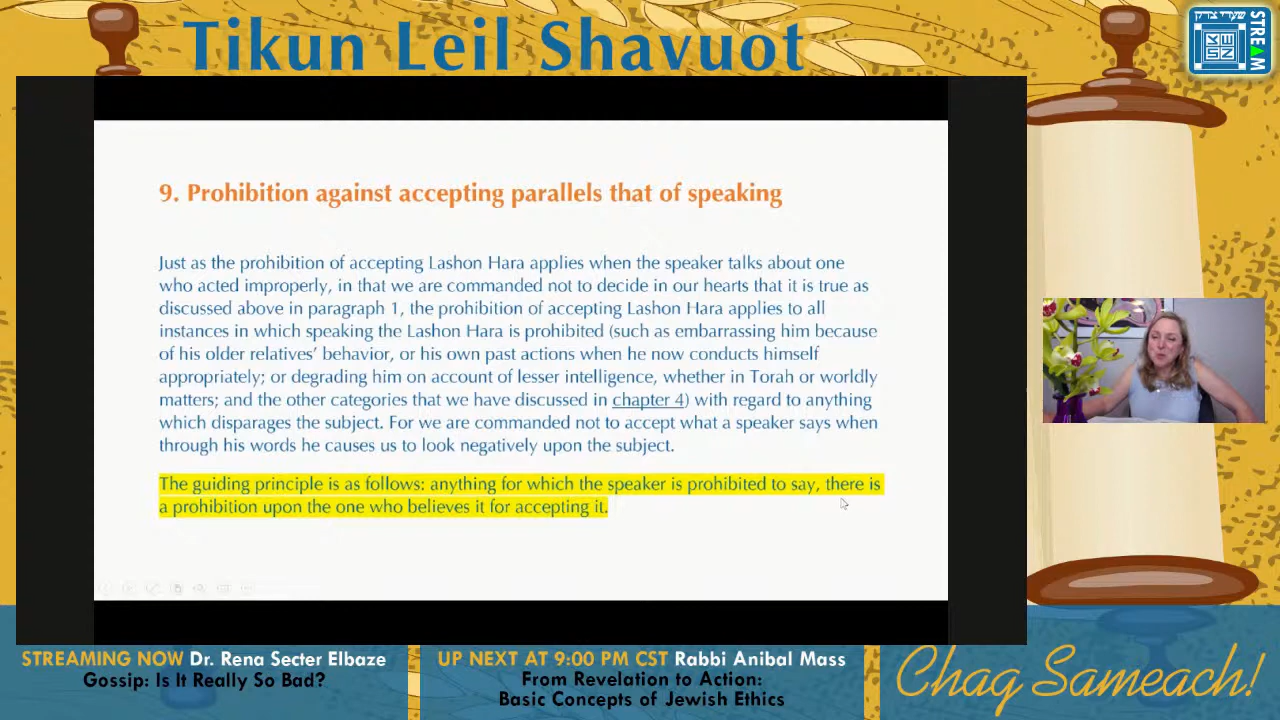 Tikun Leil Shavuot
שערי צדק
STREAM
9. Prohibition against accepting parallels that of speaking
Just as the prohibition of accepting Lashon Hara applies when the speaker talks about one
who acted improperly, in that we are commanded not to decide in our hearts that it is true as
discussed above in paragraph 1, the prohibition of accepting Lashon Hara applies to all
instances in which speaking the Lashon Hara is prohibited (such as embarrassing him because
of his older relatives’ behavior, or his own past actions when he now conducts himself
appropriately; or degrading him on account of lesser intelligence, whether in Torah or worldly
matters; and the other categories that we have discussed in chapter 4) with regard to anything
which disparages the subject. For we are commanded not to accept what a speaker says when
through his words he causes us to look negatively upon the subject.
The guiding principle is as follows: anything for which the speaker is prohibited to say, there is
a prohibition upon the one who believes it for accepting it.
STREAMING NOW Dr. Rena Secter Elbaze
Gossip: Is It Really So Bad?
UP NEXT AT 9:00 PM CST Rabbi Anibal Mass
From Revelation to Action:
Basic Concepts of Jewish Ethics
Chag Sameach!